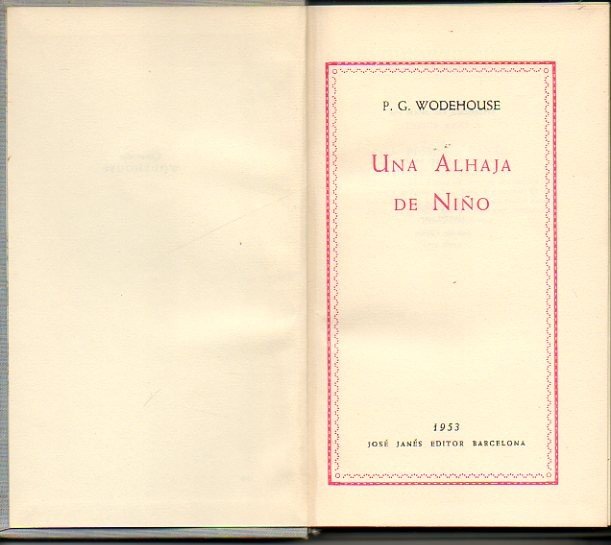 P. G. WODEHOUSE
UNA ALHAJA
DE NIÑO
1953
JOSÉ JANÉS EDITOR BARCELONA